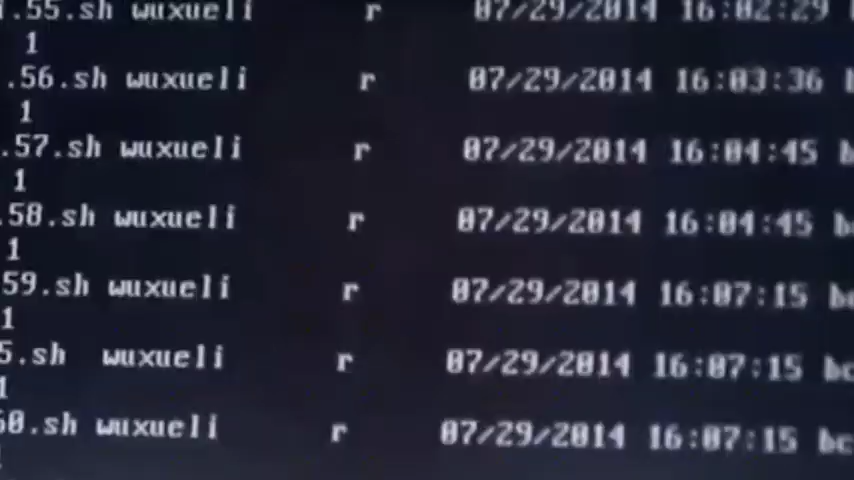 .55.sh wuxueli r 07/29/2014 16:02:29
1
.56.sh wuxueli r 07/29/2014 16:03:36
1
.57.sh wuxueli r 07/29/2014 16:04:45 b
1
.58.sh wuxueli r 07/29/2014 16:04:45 b
1
59.sh wuxueli r 07/29/2014 16:07:15 bc
1
5.sh wuxueli r 07/29/2014 16:07:15 bc
1
60.sh wuxueli r 07/29/2014 16:07:15 bc